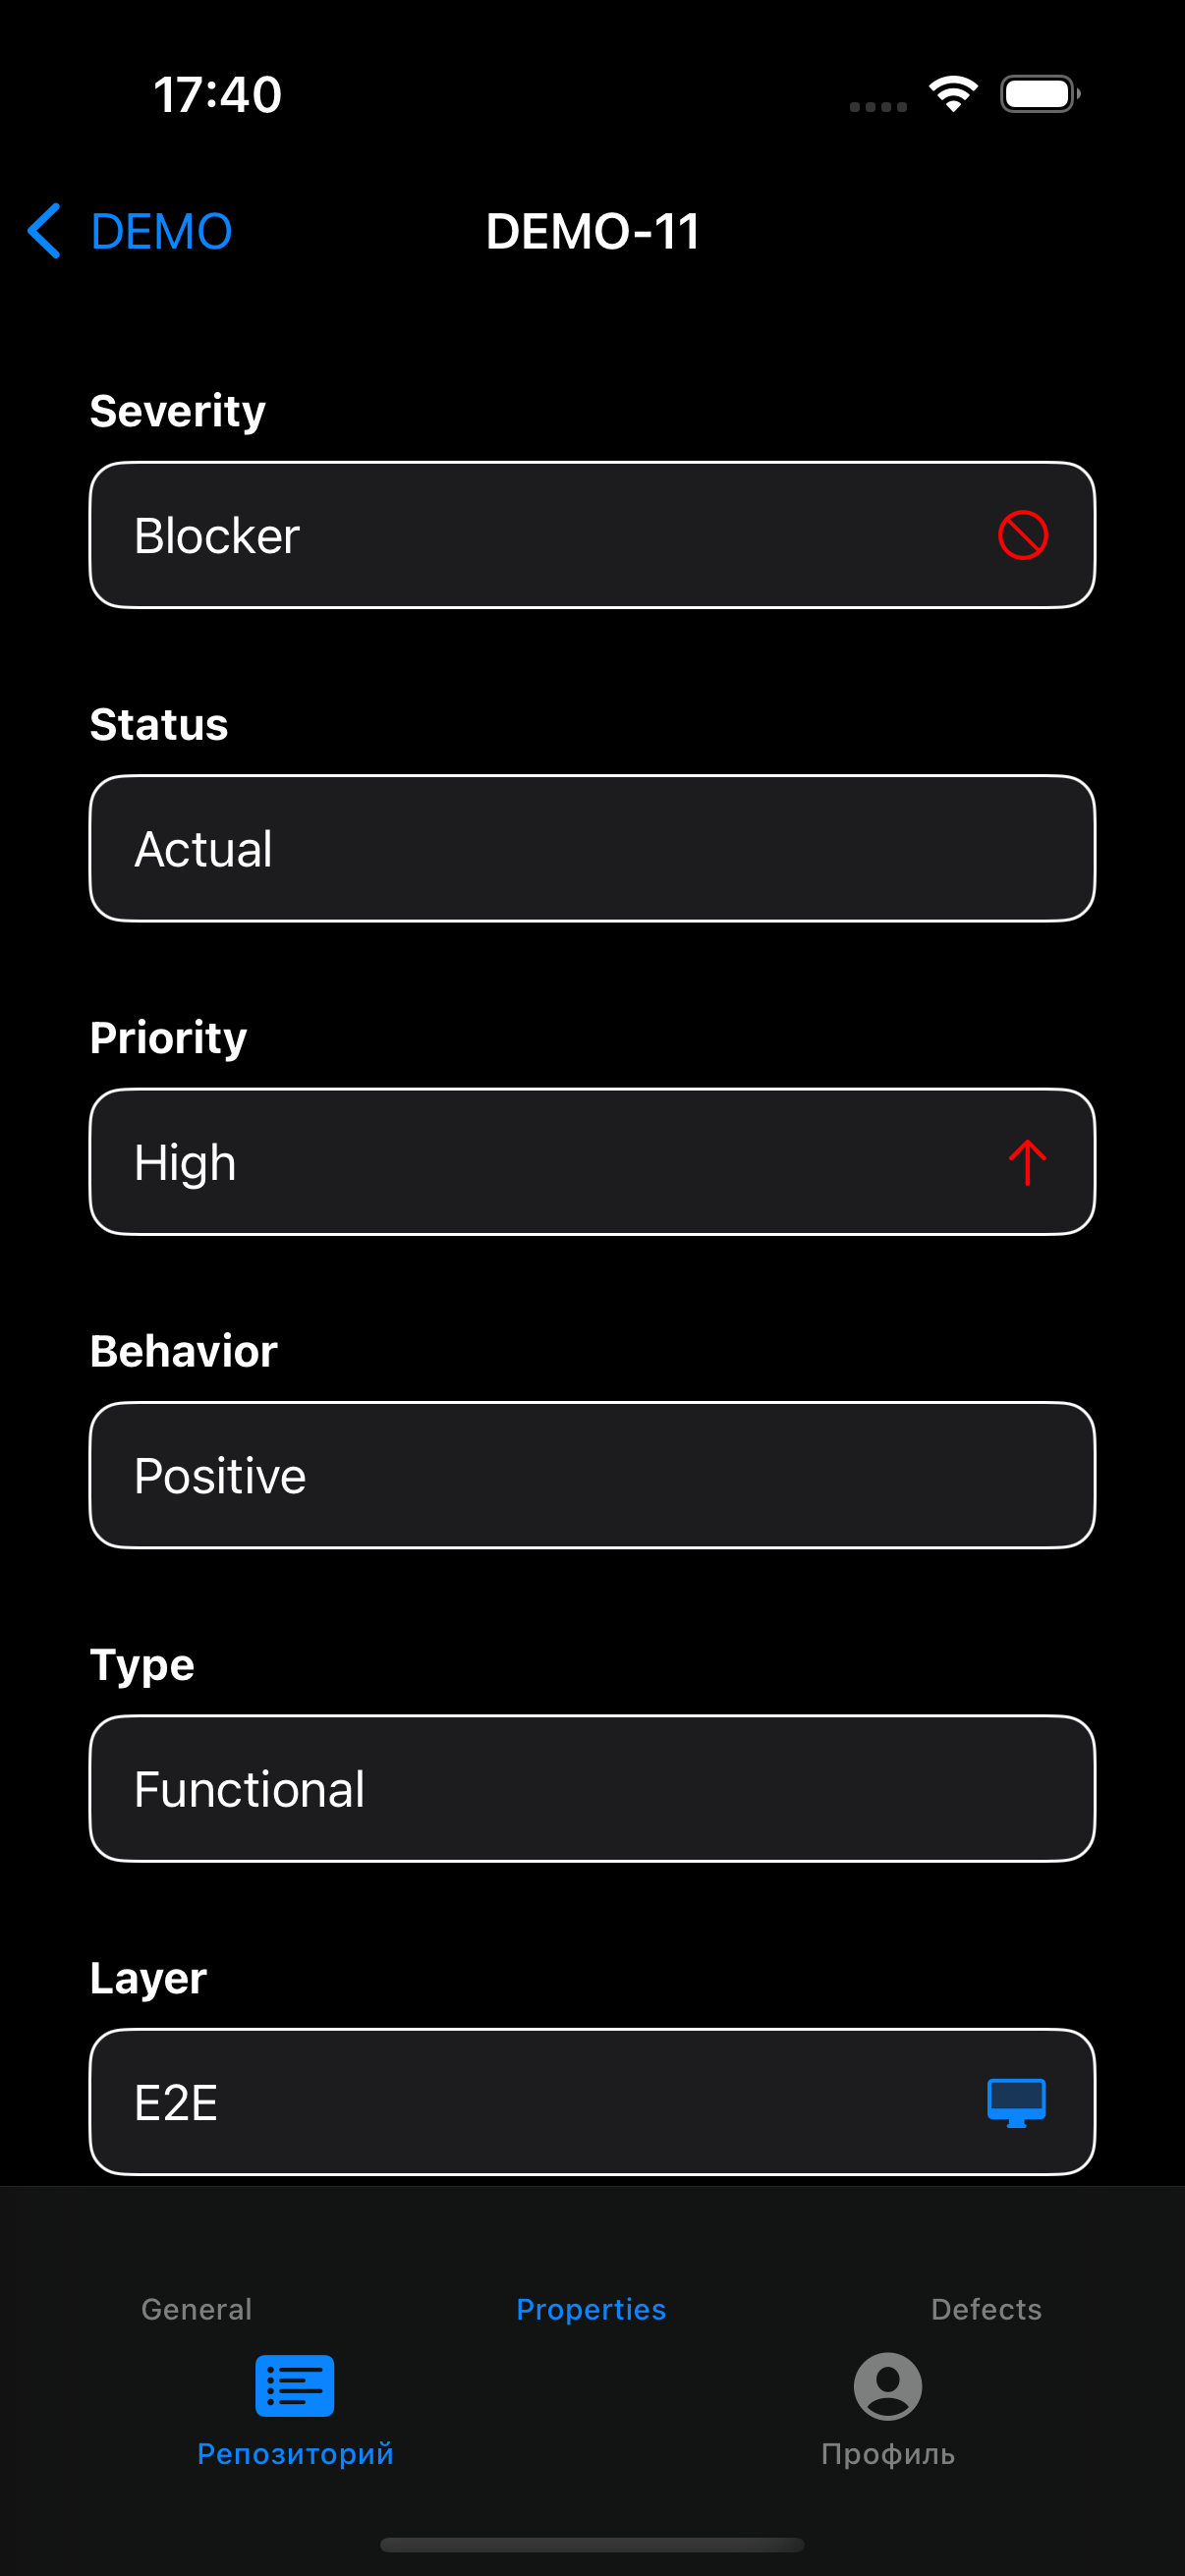 17:40
DEMO
DEMO-11
Severity
Blocker
Status
Actual
Priority
High
Behavior
Positive
Type
Functional
Layer
E2E
General
Properties
Defects
Репозиторий
Профиль